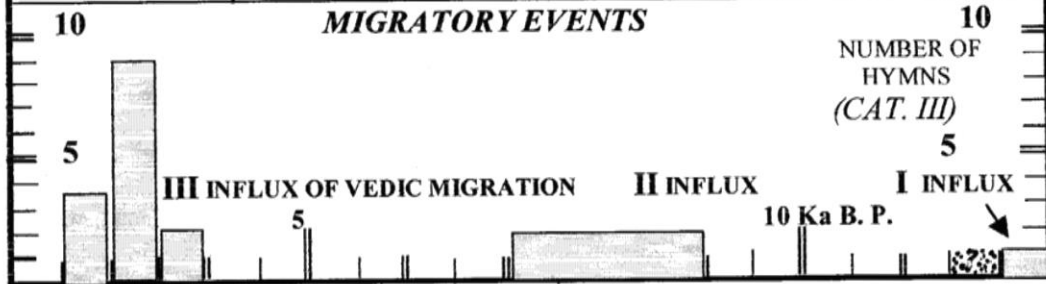 10 MIGRATORY EVENTS 10
NUMBER OF
HYMNS
(CAT. III)
5 5
III INFLUX OF VEDIC MIGRATION II INFLUX I INFLUX
5 10 Ka B. P.